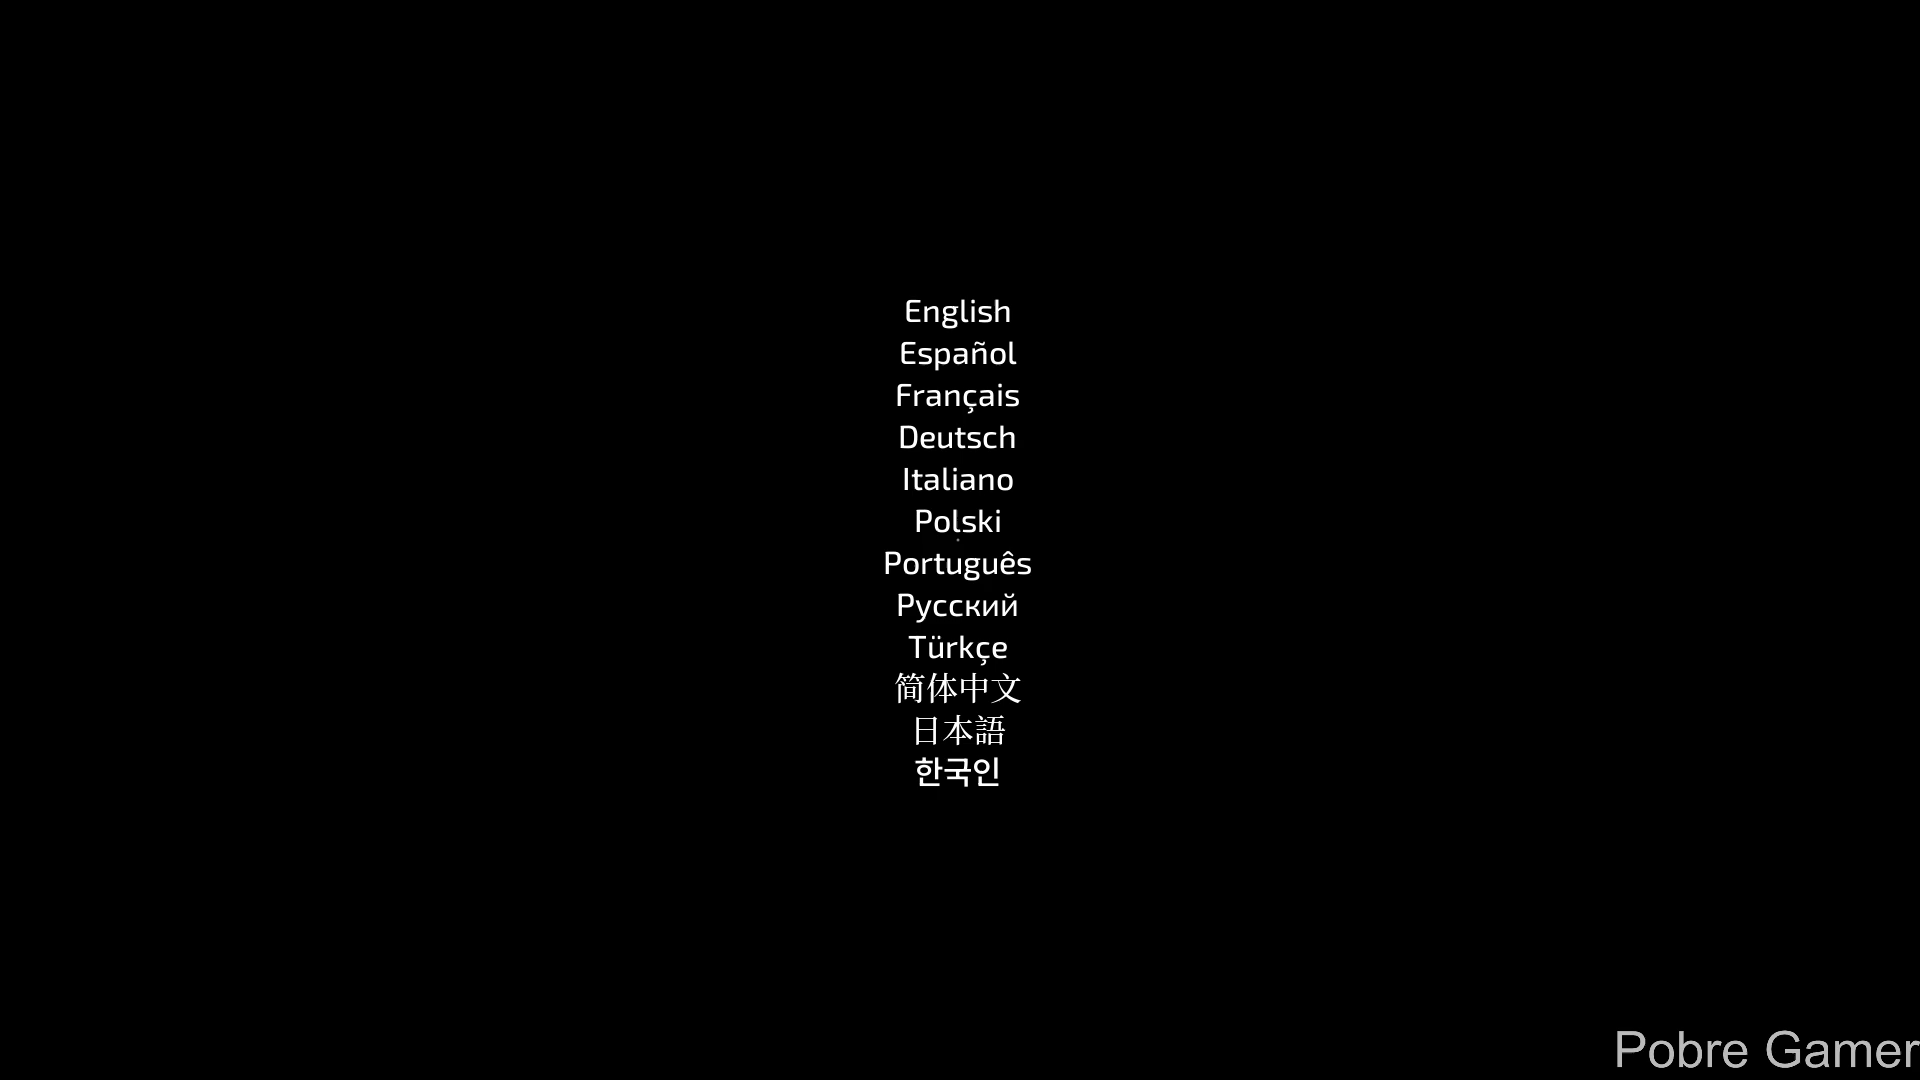 English
Español
Français
Deutsch
Italiano
Polski
Português
Русский
Türkçe
简体中文
日本語
한국인
Pobre Gamer